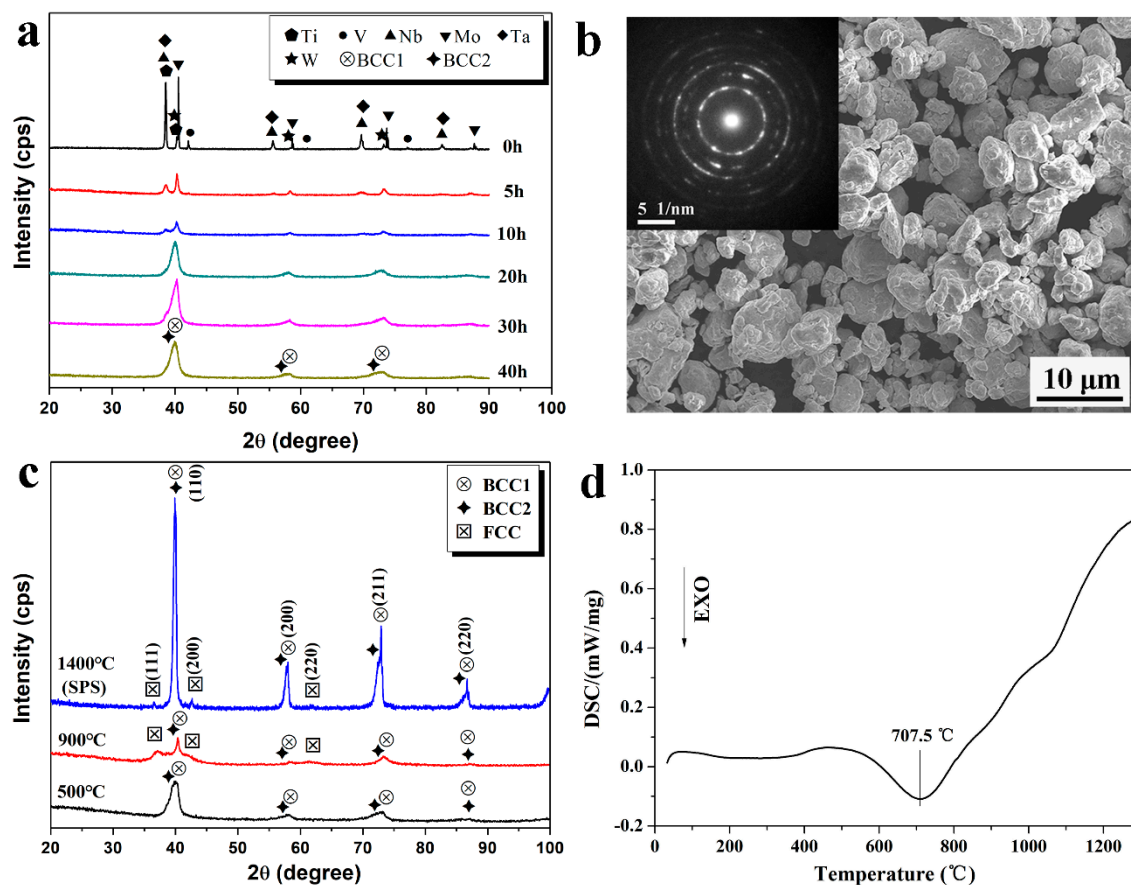 a
Ti V Nb Mo Ta
W BCC1 BCC2
0h
5h
10h
20h
30h
40h
Intensity (cps)
20 30 40 50 60 70 80 90 100
2θ (degree)
b
5 1/nm
10 μm
c
BCC1
BCC2
FCC
(110)
(111)
(200)
(200)
(220)
(211)
(220)
1400℃
(SPS)
900℃
500℃
Intensity (cps)
20 30 40 50 60 70 80 90 100
2θ (degree)
d
1.0
0.8
0.6
0.4
0.2
0.0
-0.2
EXO
707.5 ℃
DSC/(mW/mg)
0 200 400 600 800 1000 1200
Temperature (℃)